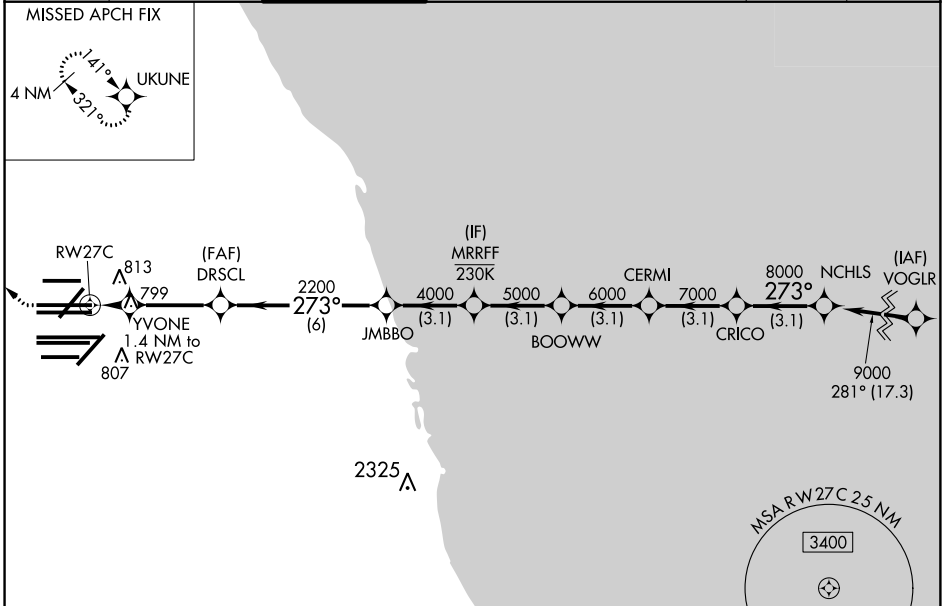 MISSED APCH FIX
141°
UKUNE
4 NM
321°
RW27C
813
799
YVONE
1.4 NM to
RW27C
807
(FAF)
DRSCL
2200
273°
(6)
JMBBO
(IF)
MRRFF
230K
4000
(3.1)
5000
(3.1)
BOOWW
6000
(3.1)
CERMI
7000
(3.1)
CRICO
8000
273°
(3.1)
NCHLS
(IAF)
VOGLR
9000
281° (17.3)
2325
MSA RW27C 25 NM
3400